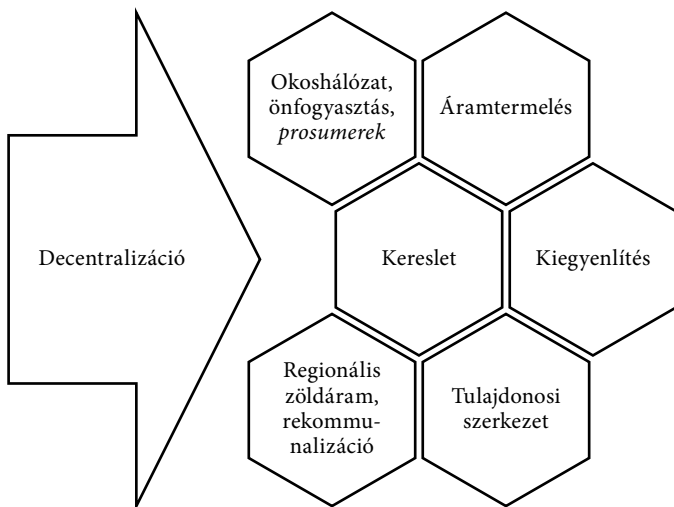 Decentralizáció
Okoshálózat,
önfogyasztás,
prosumerek
Áramtermelés
Kereslet
Kiegyenlítés
Regionális
zöldáram,
rekommu-
nalizáció
Tulajdonosi
szerkezet